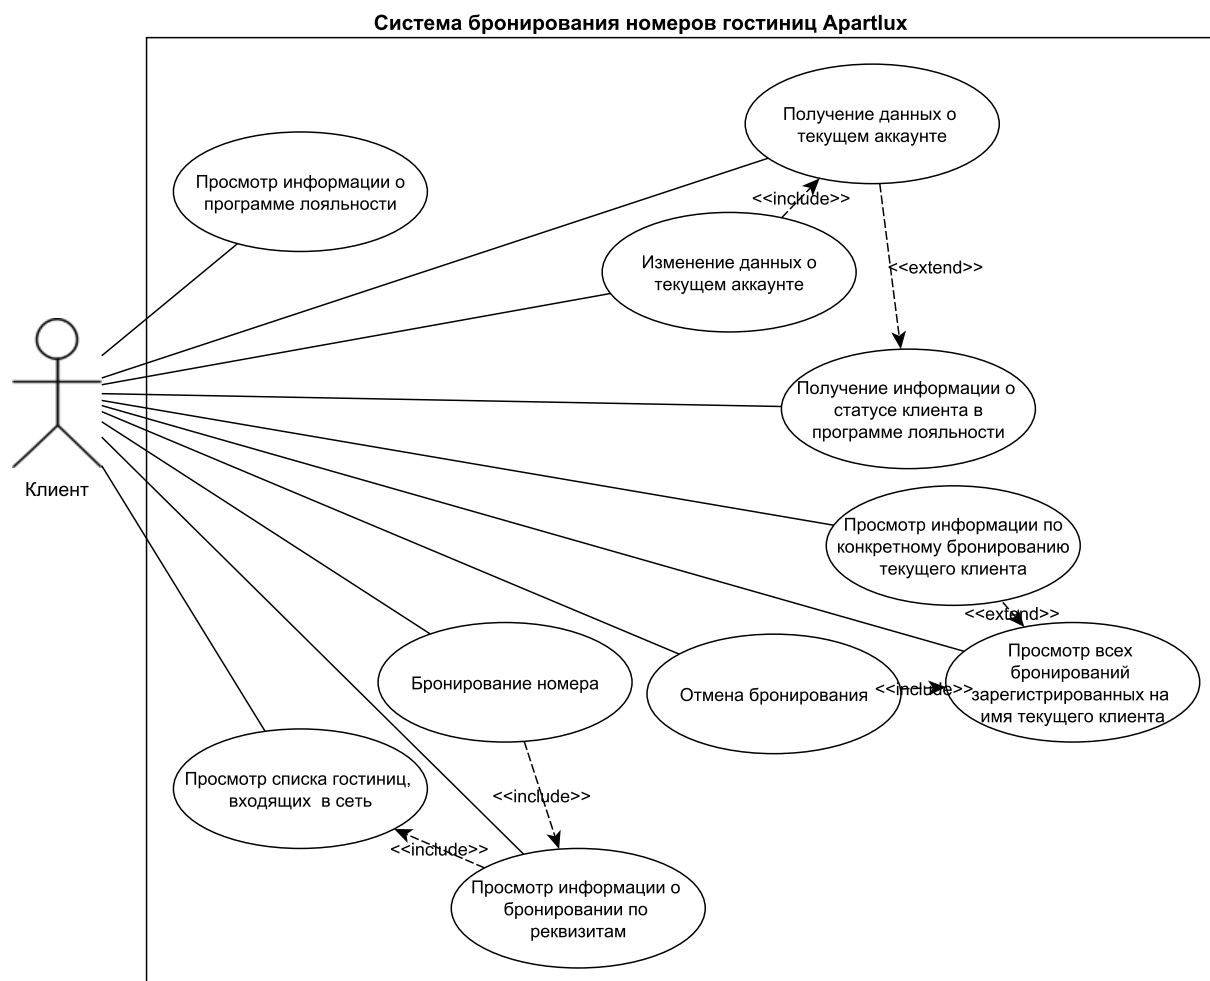 Система бронирования номеров гостиниц Apartlux
Получение данных о
текущем аккаунте
Просмотр информации о
программе лояльности
<<include>>
Изменение данных о
текущем аккаунте
<<extend>>
Получение информации о
статусе клиента в
программе лояльности
Клиент
Просмотр информации по
конкретному бронированию
текущего клиента
<<extend>>
Просмотр всех
бронирований
зарегистрированных на
имя текущего клиента
Бронирование номера
Отмена бронирования
<<include>>
Просмотр списка гостиниц,
входящих в сеть
<<include>>
<<include>>
Просмотр информации о
бронировании по
реквизитам